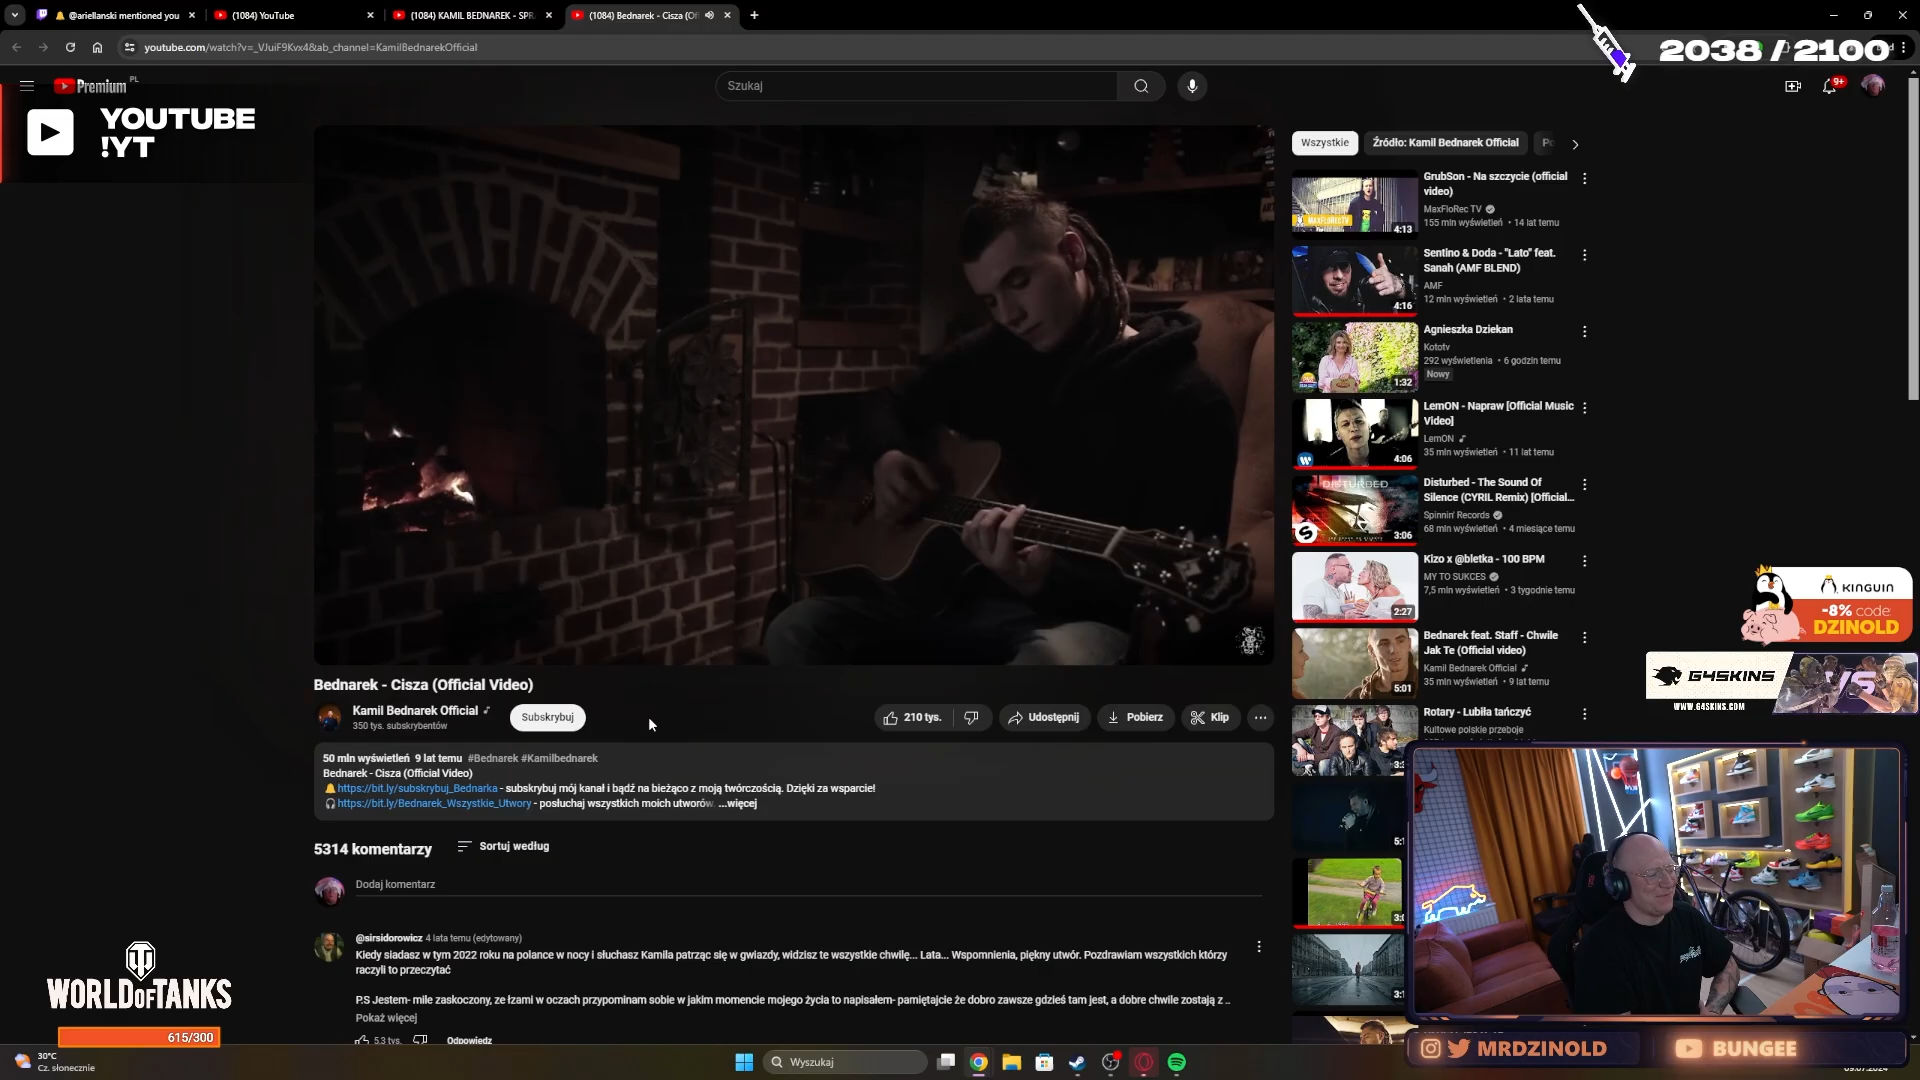 @ariellanski mentioned you
(1084) YouTube
(1084) KAMIL BEDNAREK - SPR
(1084) Bednarek - Cisza (Of
youtube.com/watch?v=_VJuiF9Kvx4&ab_channel=KamilBednarekOfficial
2038 / 2100
Premium PL
Szukaj
9+
YOUTUBE
!YT
Wszystkie
Źródło: Kamil Bednarek Official
GrubSon - Na szczycie (official video)
MaxFloRec TV
155 mln wyświetleń • 14 lat temu
4:13
Sentino & Doda - "Lato" feat. Sanah (AMF BLEND)
AMF
12 mln wyświetleń • 2 lata temu
4:16
Agnieszka Dziekan
Kototv
292 wyświetlenia • 6 godzin temu
Nowy
1:32
LemON - Napraw [Official Music Video]
LemON
35 mln wyświetleń • 11 lat temu
4:06
Disturbed - The Sound Of Silence (CYRIL Remix) [Official...
Spinnin' Records
68 mln wyświetleń • 4 miesiące temu
DISTURBED
3:06
Kizo x @bletka - 100 BPM
MY TO SUKCES
7,5 mln wyświetleń • 3 tygodnie temu
2:27
Bednarek feat. Staff - Chwile Jak Te (Official video)
Kamil Bednarek Official
35 mln wyświetleń • 9 lat temu
5:01
Rotary - Lubiła tańczyć
Kultowe polskie przeboje
KINGUIN
-8% code
DZINOLD
G4SKINS
VS
WWW.G4SKINS.COM
Bednarek - Cisza (Official Video)
Kamil Bednarek Official
350 tys. subskrybentów
Subskrybuj
210 tys.
Udostępnij
Pobierz
Klip
50 mln wyświetleń 9 lat temu #Bednarek #Kamilbednarek
Bednarek - Cisza (Official Video)
https://bit.ly/subskrybuj_Bednarka - subskrybuj mój kanał i bądź na bieżąco z moją twórczością. Dzięki za wsparcie!
https://bit.ly/Bednarek_Wszystkie_Utwory - posłuchaj wszystkich moich utworów ...więcej
5314 komentarzy
Sortuj według
Dodaj komentarz
@sirsidorowicz 4 lata temu (edytowany)
Kiedy siadasz w tym 2022 roku na polance w nocy i słuchasz Kamila patrząc się w gwiazdy, widzisz te wszystkie chwilę... Lata... Wspomnienia, piękny utwór. Pozdrawiam wszystkich którzy
raczyli to przeczytać
P.S Jestem- mile zaskoczony, ze łzami w oczach przypominam sobie w jakim momencie mojego życia to napisałem- pamiętajcie że dobro zawsze gdzieś tam jest, a dobre chwile zostają z ..
Pokaż więcej
5,3 tys.
Odpowiedz
WORLD OF TANKS
615/300
30°C
Cz. słonecznie
Wyszukaj
MRDZINOLD
BUNGEE
09.07.2024